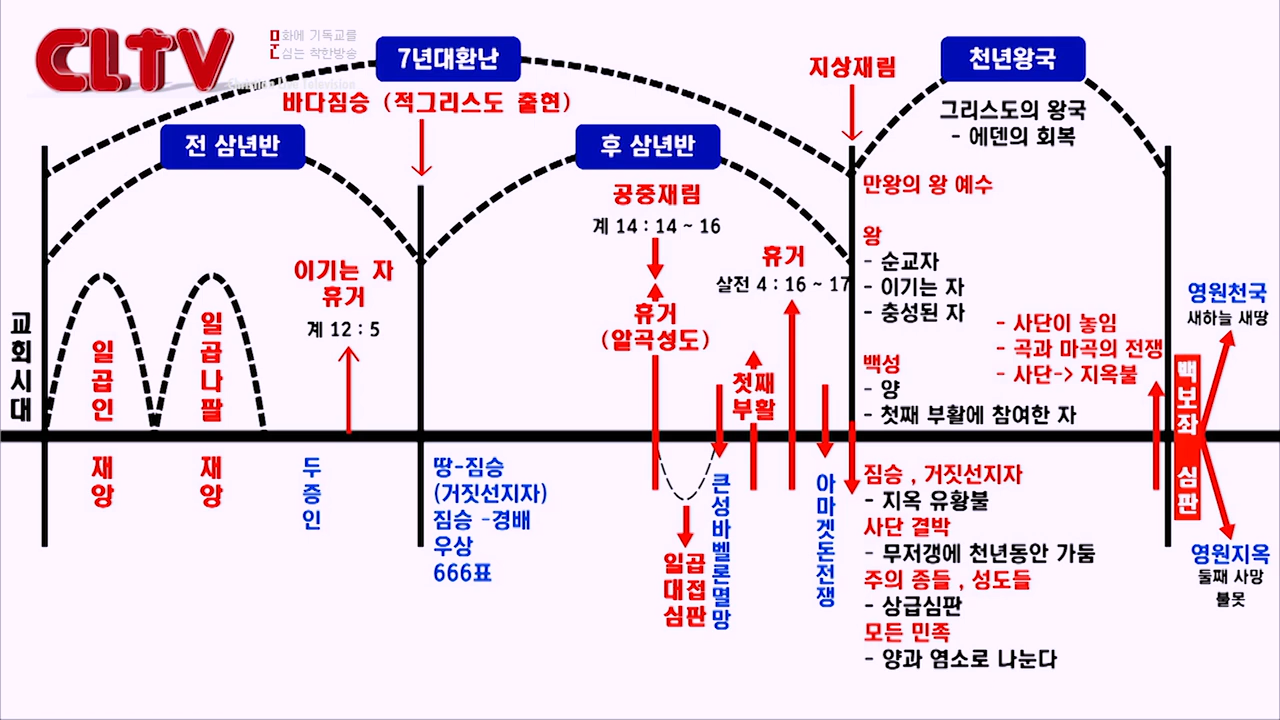 CLTV
문화에 기독교를
심는 착한방송
Christian Live Television
7년대환난
지상재림
천년왕국
바다짐승 (적그리스도 출현)
그리스도의 왕국
- 에덴의 회복
전 삼년반
후 삼년반
만왕의 왕 예수
공중재림
계 14 : 14 ~ 16
왕
- 순교자
- 이기는 자
- 충성된 자
이기는 자
휴거
계 12 : 5
휴거
살전 4 : 16 ~ 17
휴거
(알곡성도)
첫째
부활
영원천국
새하늘 새땅
- 사단이 놓임
- 곡과 마곡의 전쟁
- 사단-> 지옥불
백성
- 양
- 첫째 부활에 참여한 자
교회시대
일곱인
재앙
일곱나팔
재앙
두증인
땅-짐승
(거짓선지자)
짐승 -경배
우상
666표
일곱
대접
심판
큰성바벨론멸망
아마겟돈전쟁
짐승 , 거짓선지자
- 지옥 유황불
사단 결박
- 무저갱에 천년동안 가둠
주의 종들 , 성도들
- 상급심판
모든 민족
- 양과 염소로 나눈다
백보좌 심판
영원지옥
둘째 사망
불못